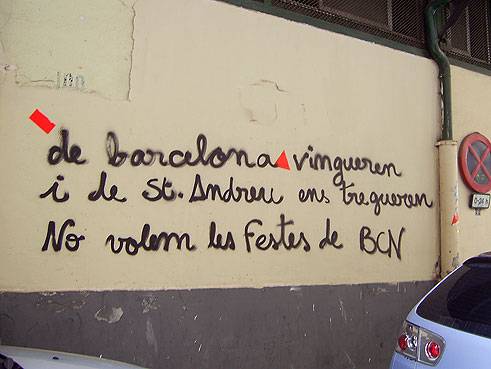 de barcelona vingueren
i de St. Andreu ens tregueren
No volem les Festes de BCN